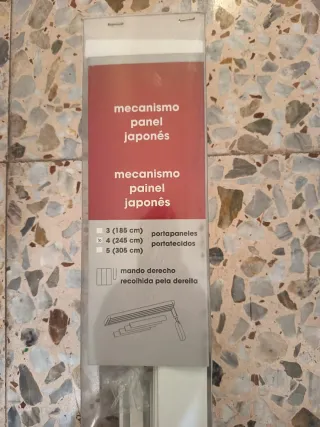 mecanismo
panel
japonés
mecanismo
painel
japonês
3 (185 cm) portapaneles
4 (245 cm) portatecidos
5 (305 cm)
mando derecho
recolhida pela dereita